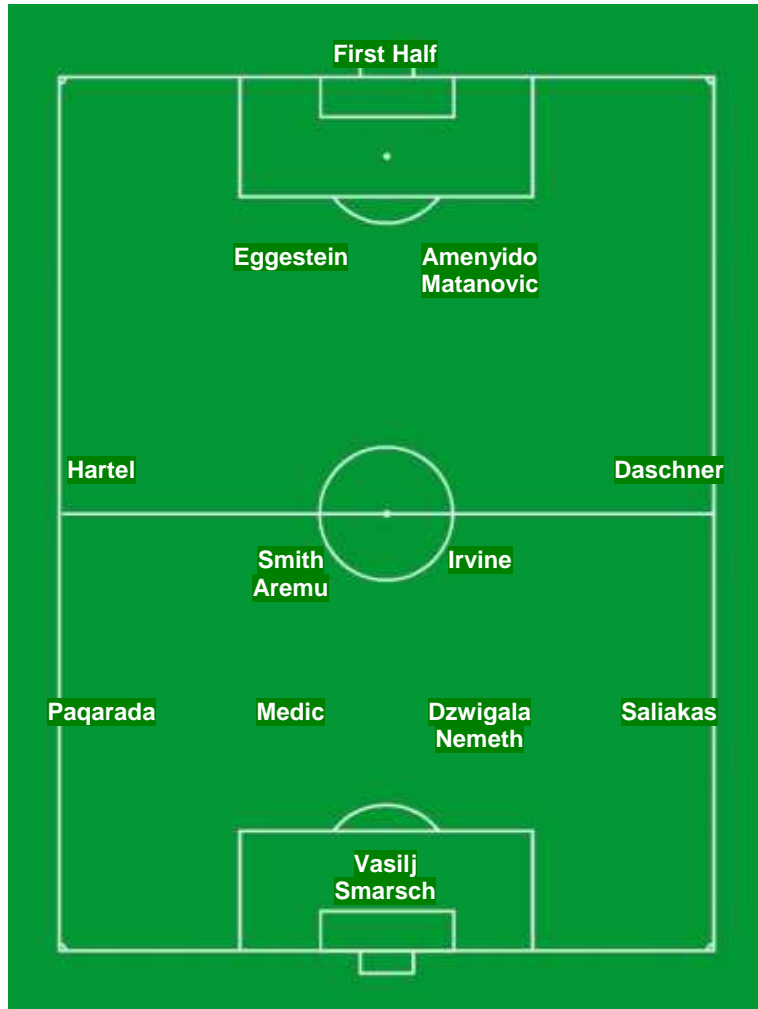 First Half
Eggestein Amenyido
Matanovic
Hartel Daschner
Smith Irvine
Aremu
Paqarada Medic Dzwigala Saliakas
Nemeth
Vasilj
Smarsch